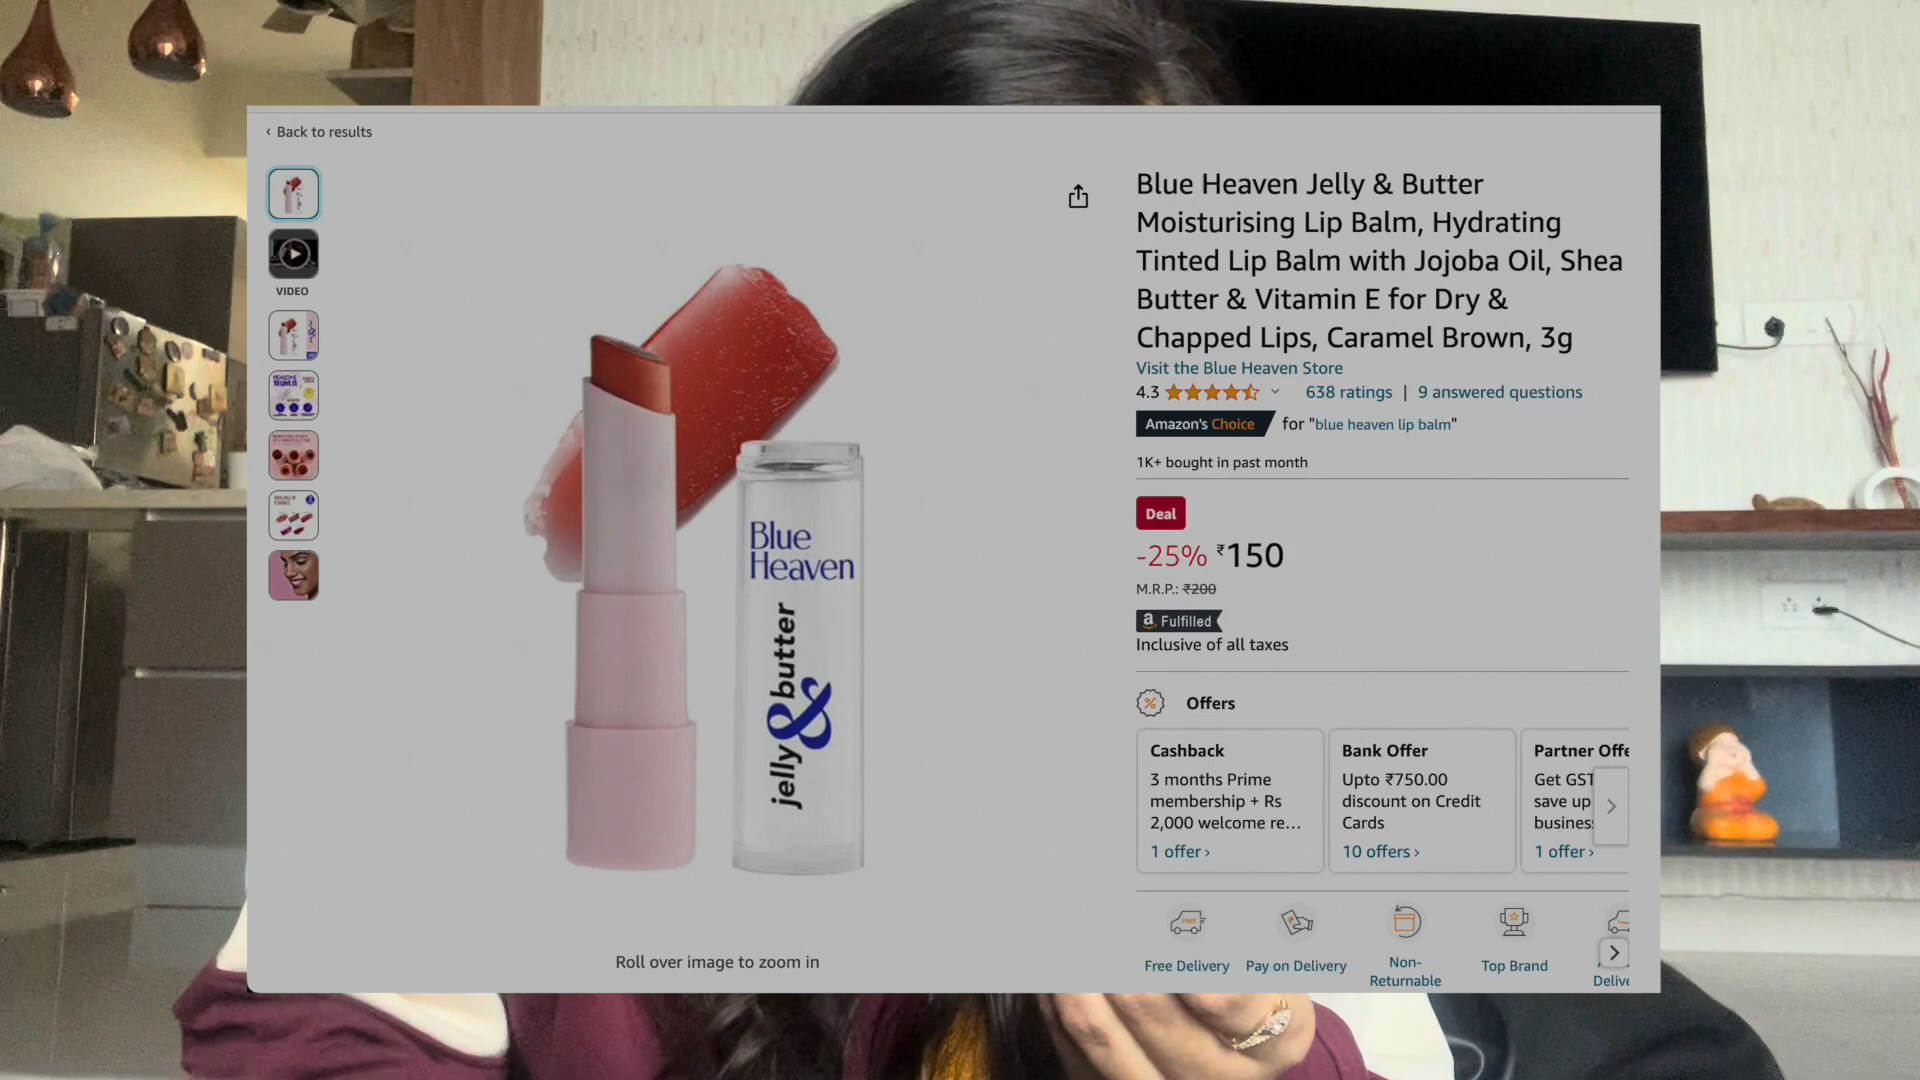 ‹ Back to results
VIDEO
Blue
Heaven
jelly & butter
Roll over image to zoom in
Blue Heaven Jelly & Butter
Moisturising Lip Balm, Hydrating
Tinted Lip Balm with Jojoba Oil, Shea
Butter & Vitamin E for Dry &
Chapped Lips, Caramel Brown, 3g
Visit the Blue Heaven Store
4.3 638 ratings | 9 answered questions
Amazon's Choice for "blue heaven lip balm"
1K+ bought in past month
Deal
-25% ₹150
M.R.P.: ₹200
a Fulfilled
Inclusive of all taxes
% Offers
Cashback
3 months Prime
membership + Rs
2,000 welcome re…
1 offer ›
Bank Offer
Upto ₹750.00
discount on Credit
Cards
10 offers ›
Partner Offe
Get GST
save up
busines
1 offer ›
FREE
Free Delivery
Pay on Delivery
Non-
Returnable
Top Brand
Delive